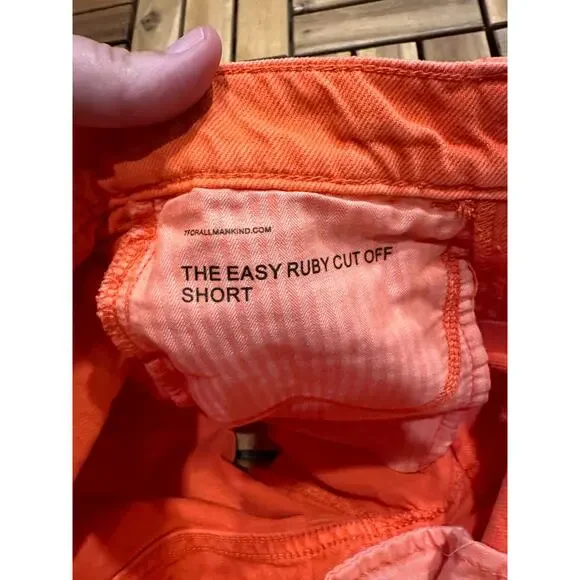 7FORALLMANKIND.COM
THE EASY RUBY CUT OFF
SHORT